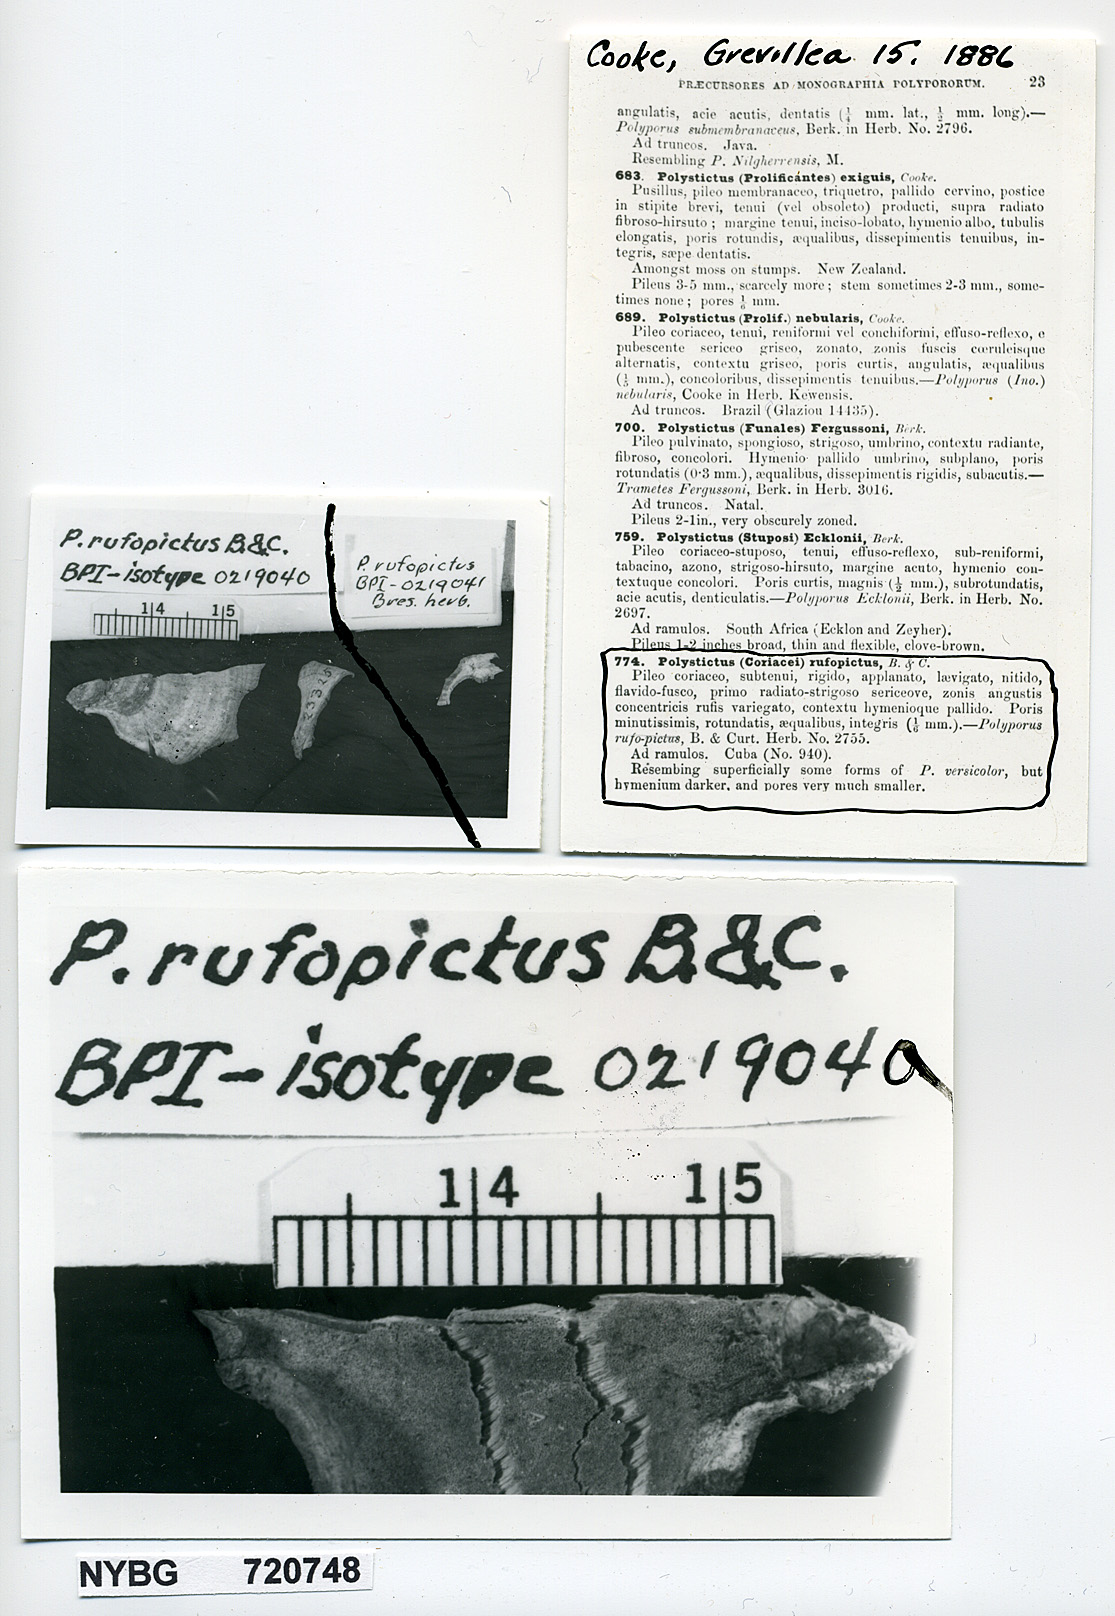 Cooke, Grevillea 15. 1886
PRÆCURSORES AD MONOGRAPHIA POLYPORORUM. 23
angulatis, acie acutis, dentatis (¼ mm. lat., ½ mm. long).—
Polyporus submembranaceus, Berk. in Herb. No. 2796.
Ad truncos. Java.
Resembling P. Nilgherrensis, M.
683. Polystictus (Prolificantes) exiguis, Cooke.
Pusillus, pileo membranaceo, triquetro, pallido cervino, postice
in stipite brevi, tenui (vel obsoleto) producti, supra radiato
fibroso-hirsuto; margine tenui, inciso-lobato, hymenio albo, tubulis
elongatis, poris rotundis, æqualibus, dissepimentis tenuibus, in-
tegris, sæpe dentatis.
Amongst moss on stumps. New Zealand.
Pileus 3-5 mm., scarcely more; stem sometimes 2-3 mm., some-
times none; pores ⅙ mm.
689. Polystictus (Prolif.) nebularis, Cooke.
Pileo coriaceo, tenui, reniformi vel conchiformi, effuso-reflexo, e
pubescente sericeo griseo, zonato, zonis fuscis cœruleisque
alternatis, contextu griseo, poris curtis, angulatis, æqualibus
(⅓ mm.), concoloribus, dissepimentis tenuibus.—Polyporus (Ino.)
nebularis, Cooke in Herb. Kewensis.
Ad truncos. Brazil (Glaziou 14435).
700. Polystictus (Funales) Fergussoni, Berk.
Pileo pulvinato, spongioso, strigoso, umbrino, contextu radiante,
fibroso, concolori. Hymenio pallido umbrino, subplano, poris
rotundatis (0·3 mm.), æqualibus, dissepimentis rigidis, subacutis.—
Trametes Fergussoni, Berk. in Herb. 3016.
Ad truncos. Natal.
Pileus 2-1in., very obscurely zoned.
759. Polystictus (Stuposi) Ecklonii, Berk.
Pileo coriaceo-stuposo, tenui, effuso-reflexo, sub-reniformi,
tabacino, azono, strigoso-hirsuto, margine acuto, hymenio con-
textuque concolori. Poris curtis, magnis (½ mm.), subrotundatis,
acie acutis, denticulatis.—Polyporus Ecklonii, Berk. in Herb. No.
2697.
Ad ramulos. South Africa (Ecklon and Zeyher).
Pileus 1-2 inches broad, thin and flexible, clove-brown.
774. Polystictus (Coriacei) rufopictus, B. & C.
Pileo coriaceo, subtenui, rigido, applanato, lævigato, nitido,
flavido-fusco, primo radiato-strigoso sericeove, zonis angustis
concentricis rufis variegato, contextu hymenioque pallido. Poris
minutissimis, rotundatis, æqualibus, integris (⅙ mm.).—Polyporus
rufo-pictus, B. & Curt. Herb. No. 2755.
Ad ramulos. Cuba (No. 940).
Resembing superficially some forms of P. versicolor, but
hymenium darker, and pores very much smaller.
P. rufopictus B.&C.
BPI-isotype 0219040
14 15
23325
P. rufopictus
BPI-0219041
Bres. herb.
P. rufopictus B.&C.
BPI-isotype 0219040
14 15
NYBG 720748